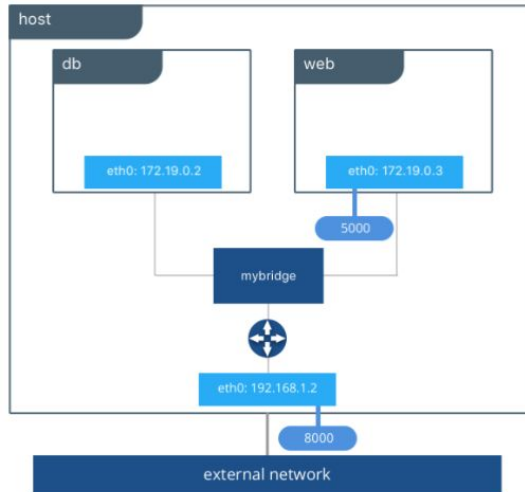 host
db
web
eth0: 172.19.0.2
eth0: 172.19.0.3
5000
mybridge
eth0: 192.168.1.2
8000
external network